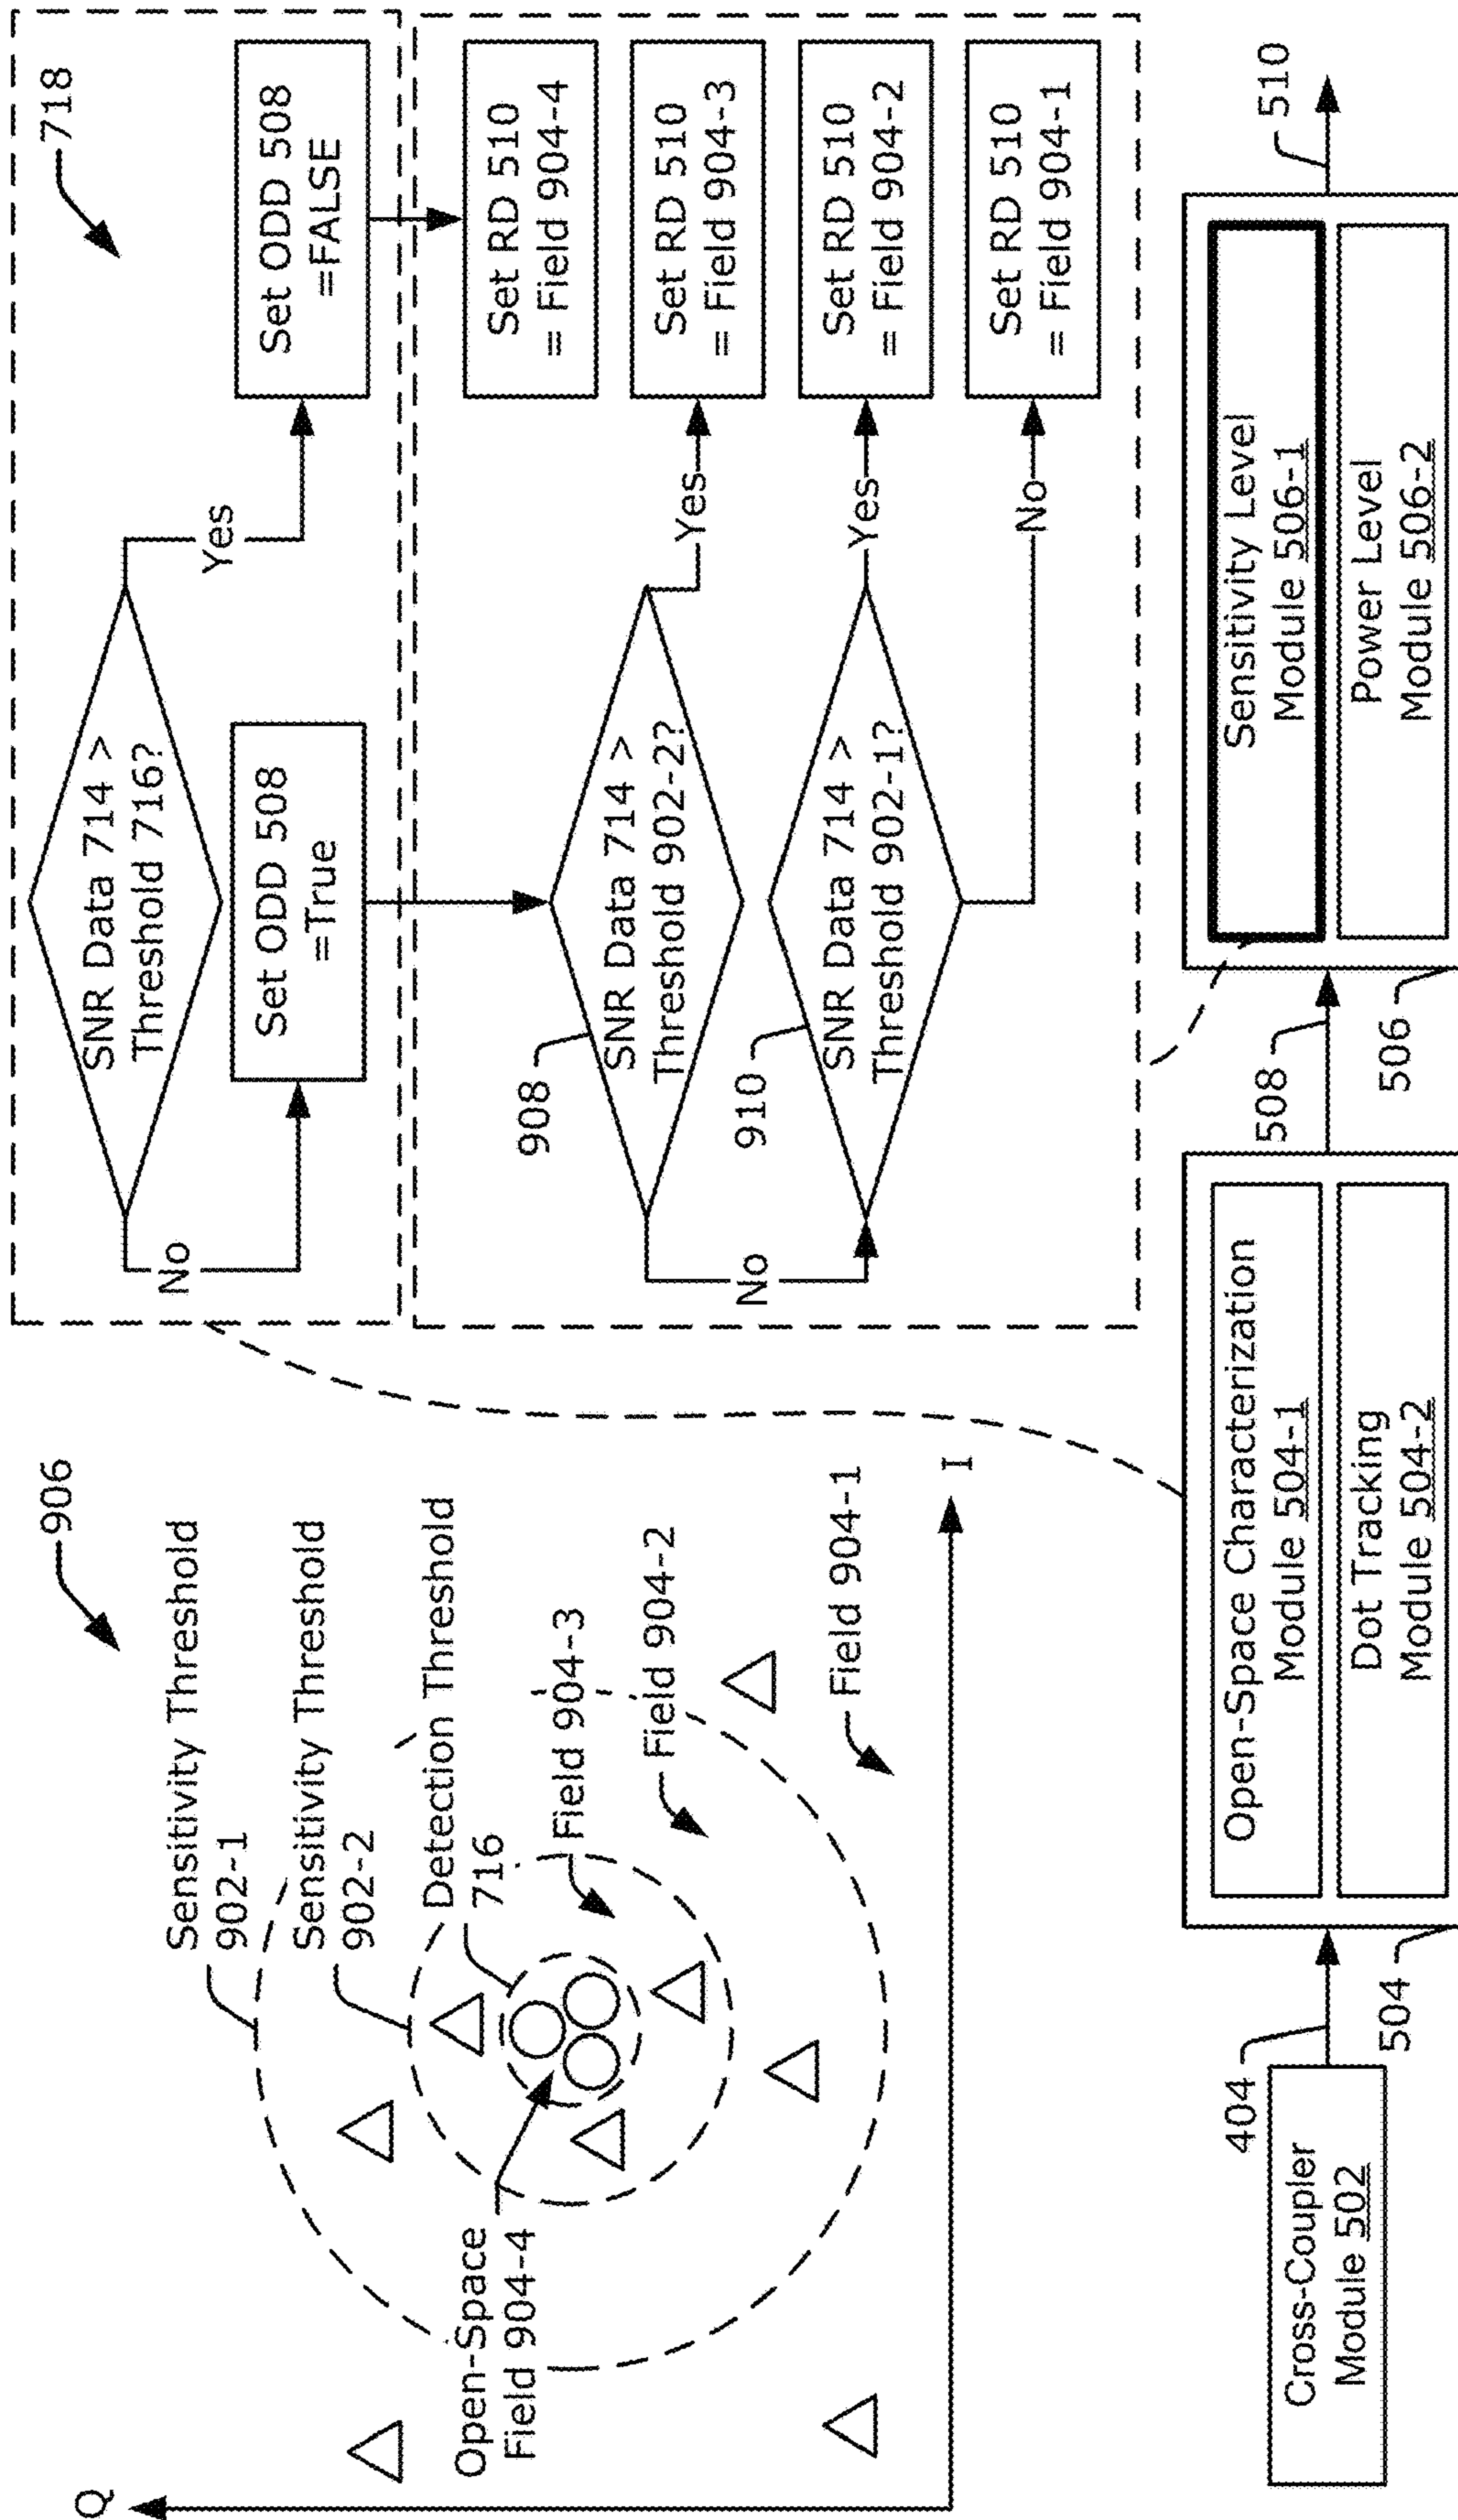 906
Sensitivity Threshold
902-1
Sensitivity Threshold
902-2
Detection Threshold
716
Field 904-3
Field 904-2
Field 904-1
Open-Space
Field 904-4
Q
I
718
SNR Data 714 >
Threshold 716?
Yes
No
Set ODD 508
=FALSE
Set ODD 508
=True
908
SNR Data 714 >
Threshold 902-2?
Yes
No
910
SNR Data 714 >
Threshold 902-1?
Yes
No
Set RD 510
= Field 904-4
Set RD 510
= Field 904-3
Set RD 510
= Field 904-2
Set RD 510
= Field 904-1
Cross-Coupler
Module 502
404
504
Open-Space Characterization
Module 504-1
Dot Tracking
Module 504-2
508
506
Sensitivity Level
Module 506-1
Power Level
Module 506-2
510